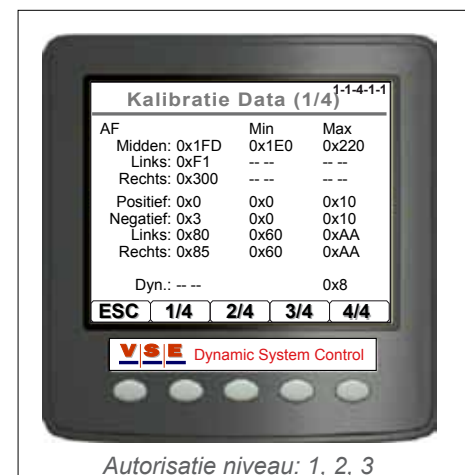 Kalibratie Data (1/4) 1-1-4-1-1
AF Min Max
Midden: 0x1FD 0x1E0 0x220
Links: 0xF1 -- -- -- --
Rechts: 0x300 -- -- -- --
Positief: 0x0 0x0 0x10
Negatief: 0x3 0x0 0x10
Links: 0x80 0x60 0xAA
Rechts: 0x85 0x60 0xAA
Dyn.: -- -- 0x8
ESC 1/4 2/4 3/4 4/4
VSE Dynamic System Control
Autorisatie niveau: 1, 2, 3